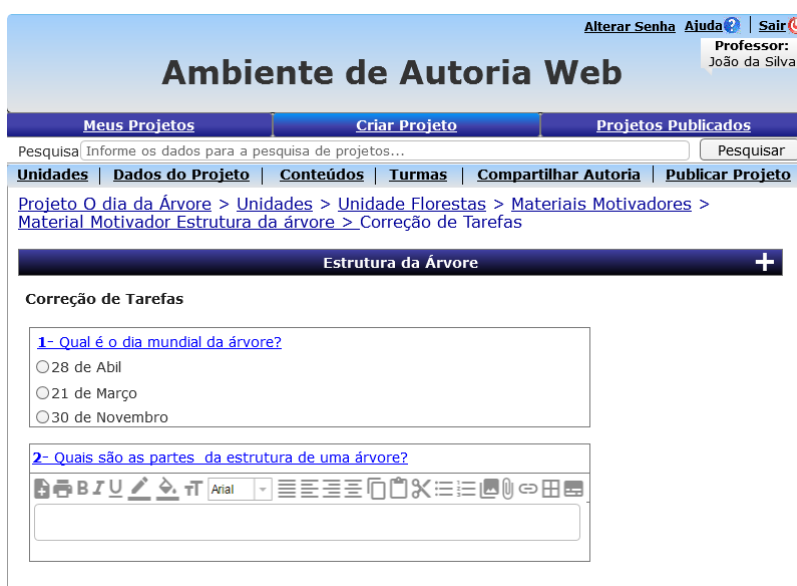 Alterar Senha Ajuda? | Sair
Professor:
João da Silva
Ambiente de Autoria Web
Meus Projetos Criar Projeto Projetos Publicados
Pesquisa Informe os dados para a pesquisa de projetos... Pesquisar
Unidades | Dados do Projeto | Conteúdos | Turmas | Compartilhar Autoria | Publicar Projeto
Projeto O dia da Árvore > Unidades > Unidade Florestas > Materiais Motivadores >
Material Motivador Estrutura da árvore > Correção de Tarefas
Estrutura da Árvore +
Correção de Tarefas
1- Qual é o dia mundial da árvore?
28 de Abil
21 de Março
30 de Novembro
2- Quais são as partes da estrutura de uma árvore?
B I U TT Arial